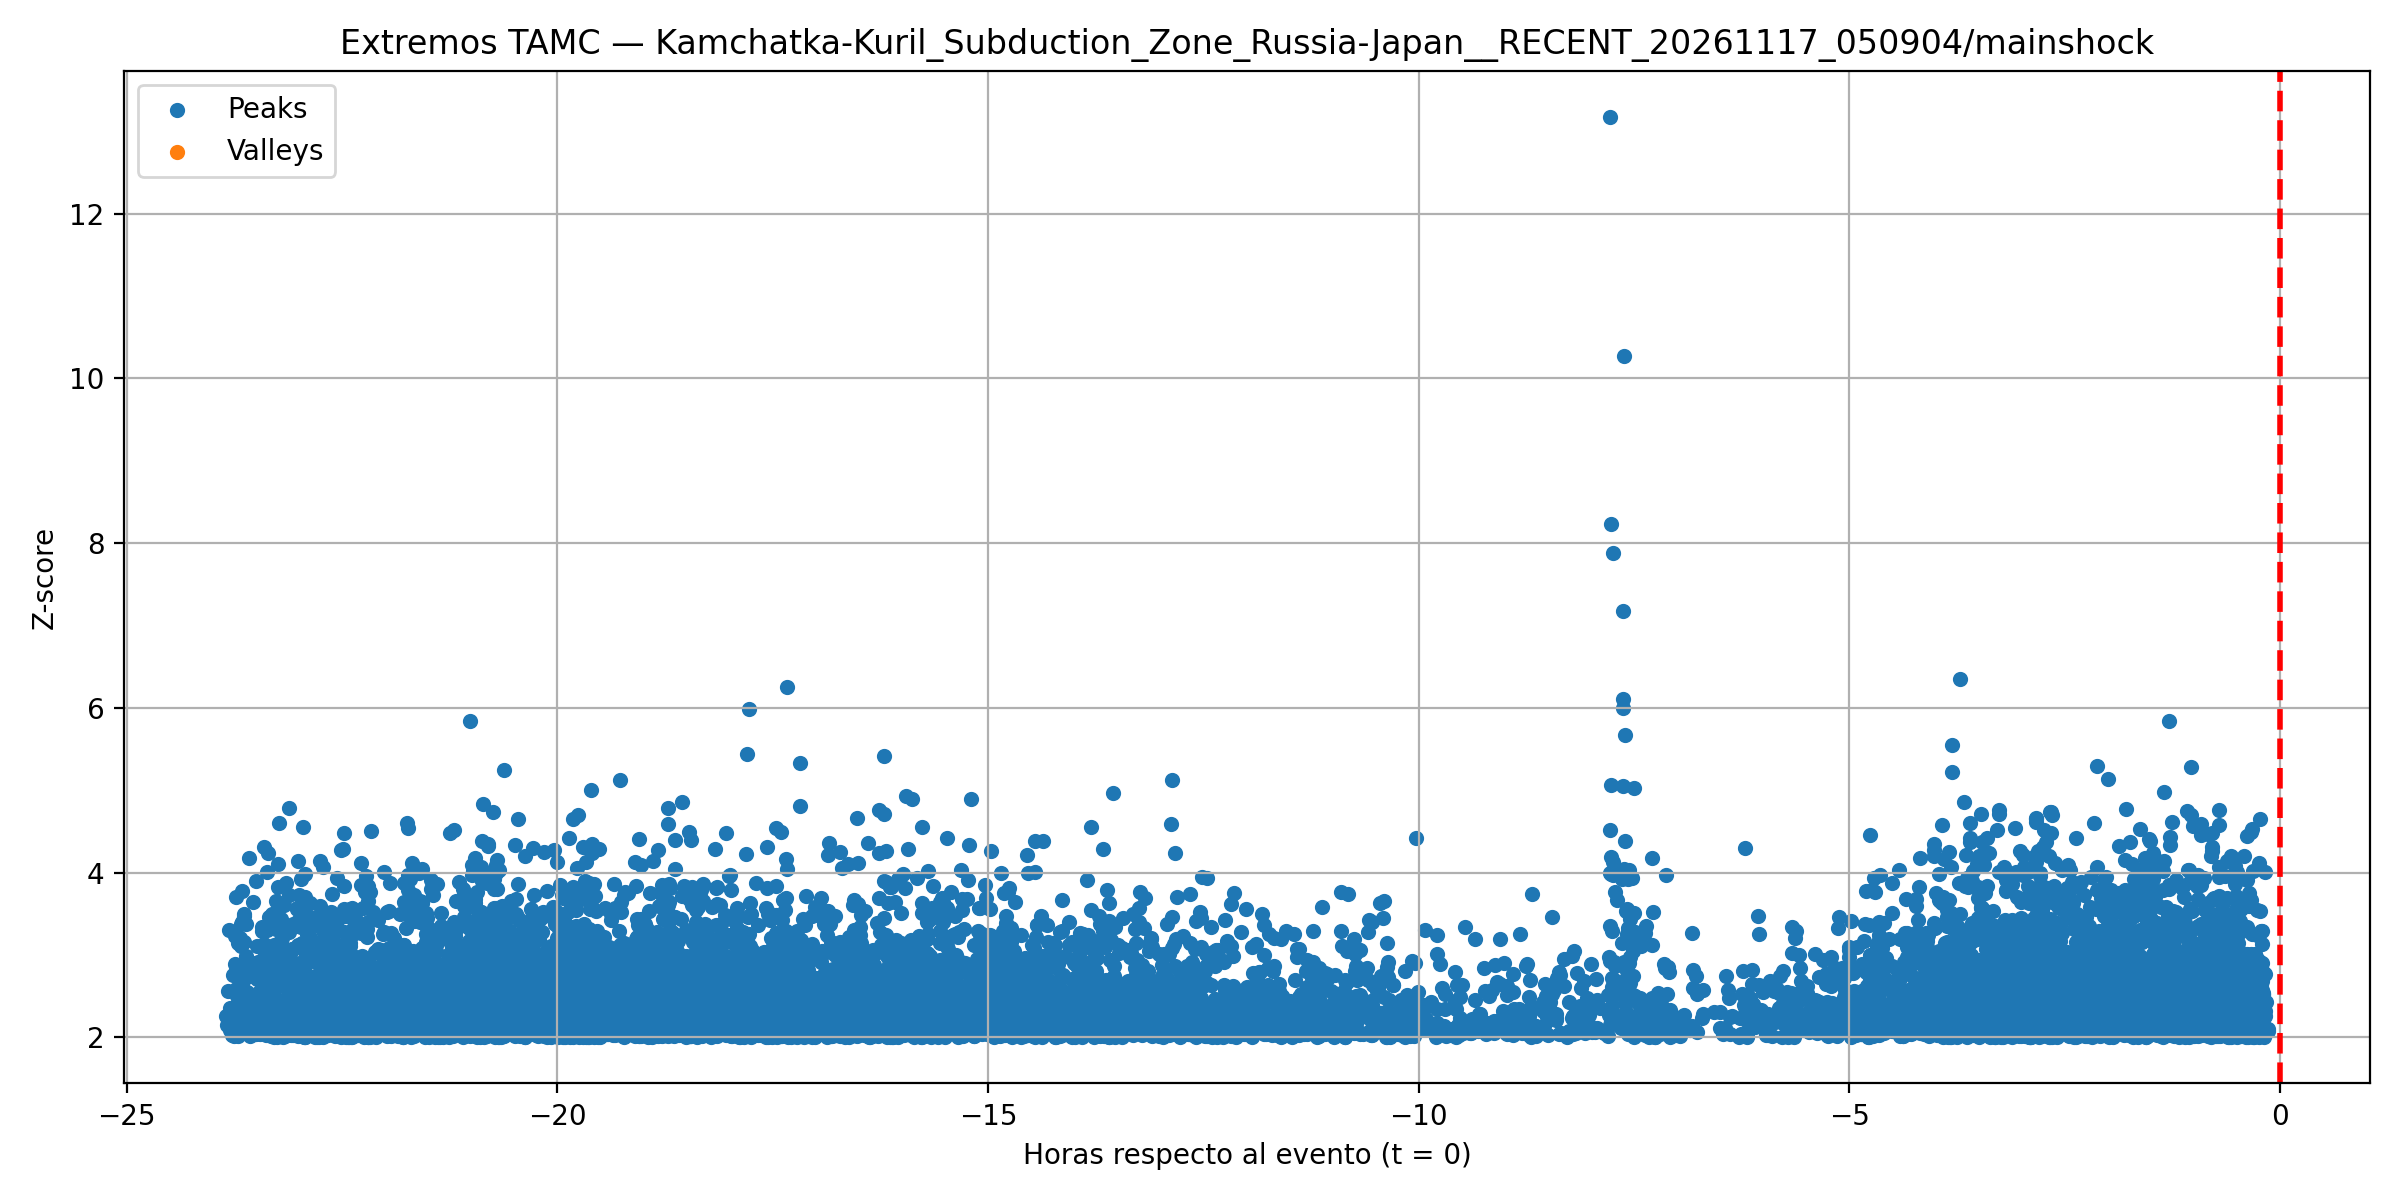 Extremos TAMC — Kamchatka-Kuril_Subduction_Zone_Russia-Japan__RECENT_20261117_050904/mainshock
Peaks
Valleys
12
10
8
6
4
2
Z-score
−25
−20
−15
−10
−5
0
Horas respecto al evento (t = 0)